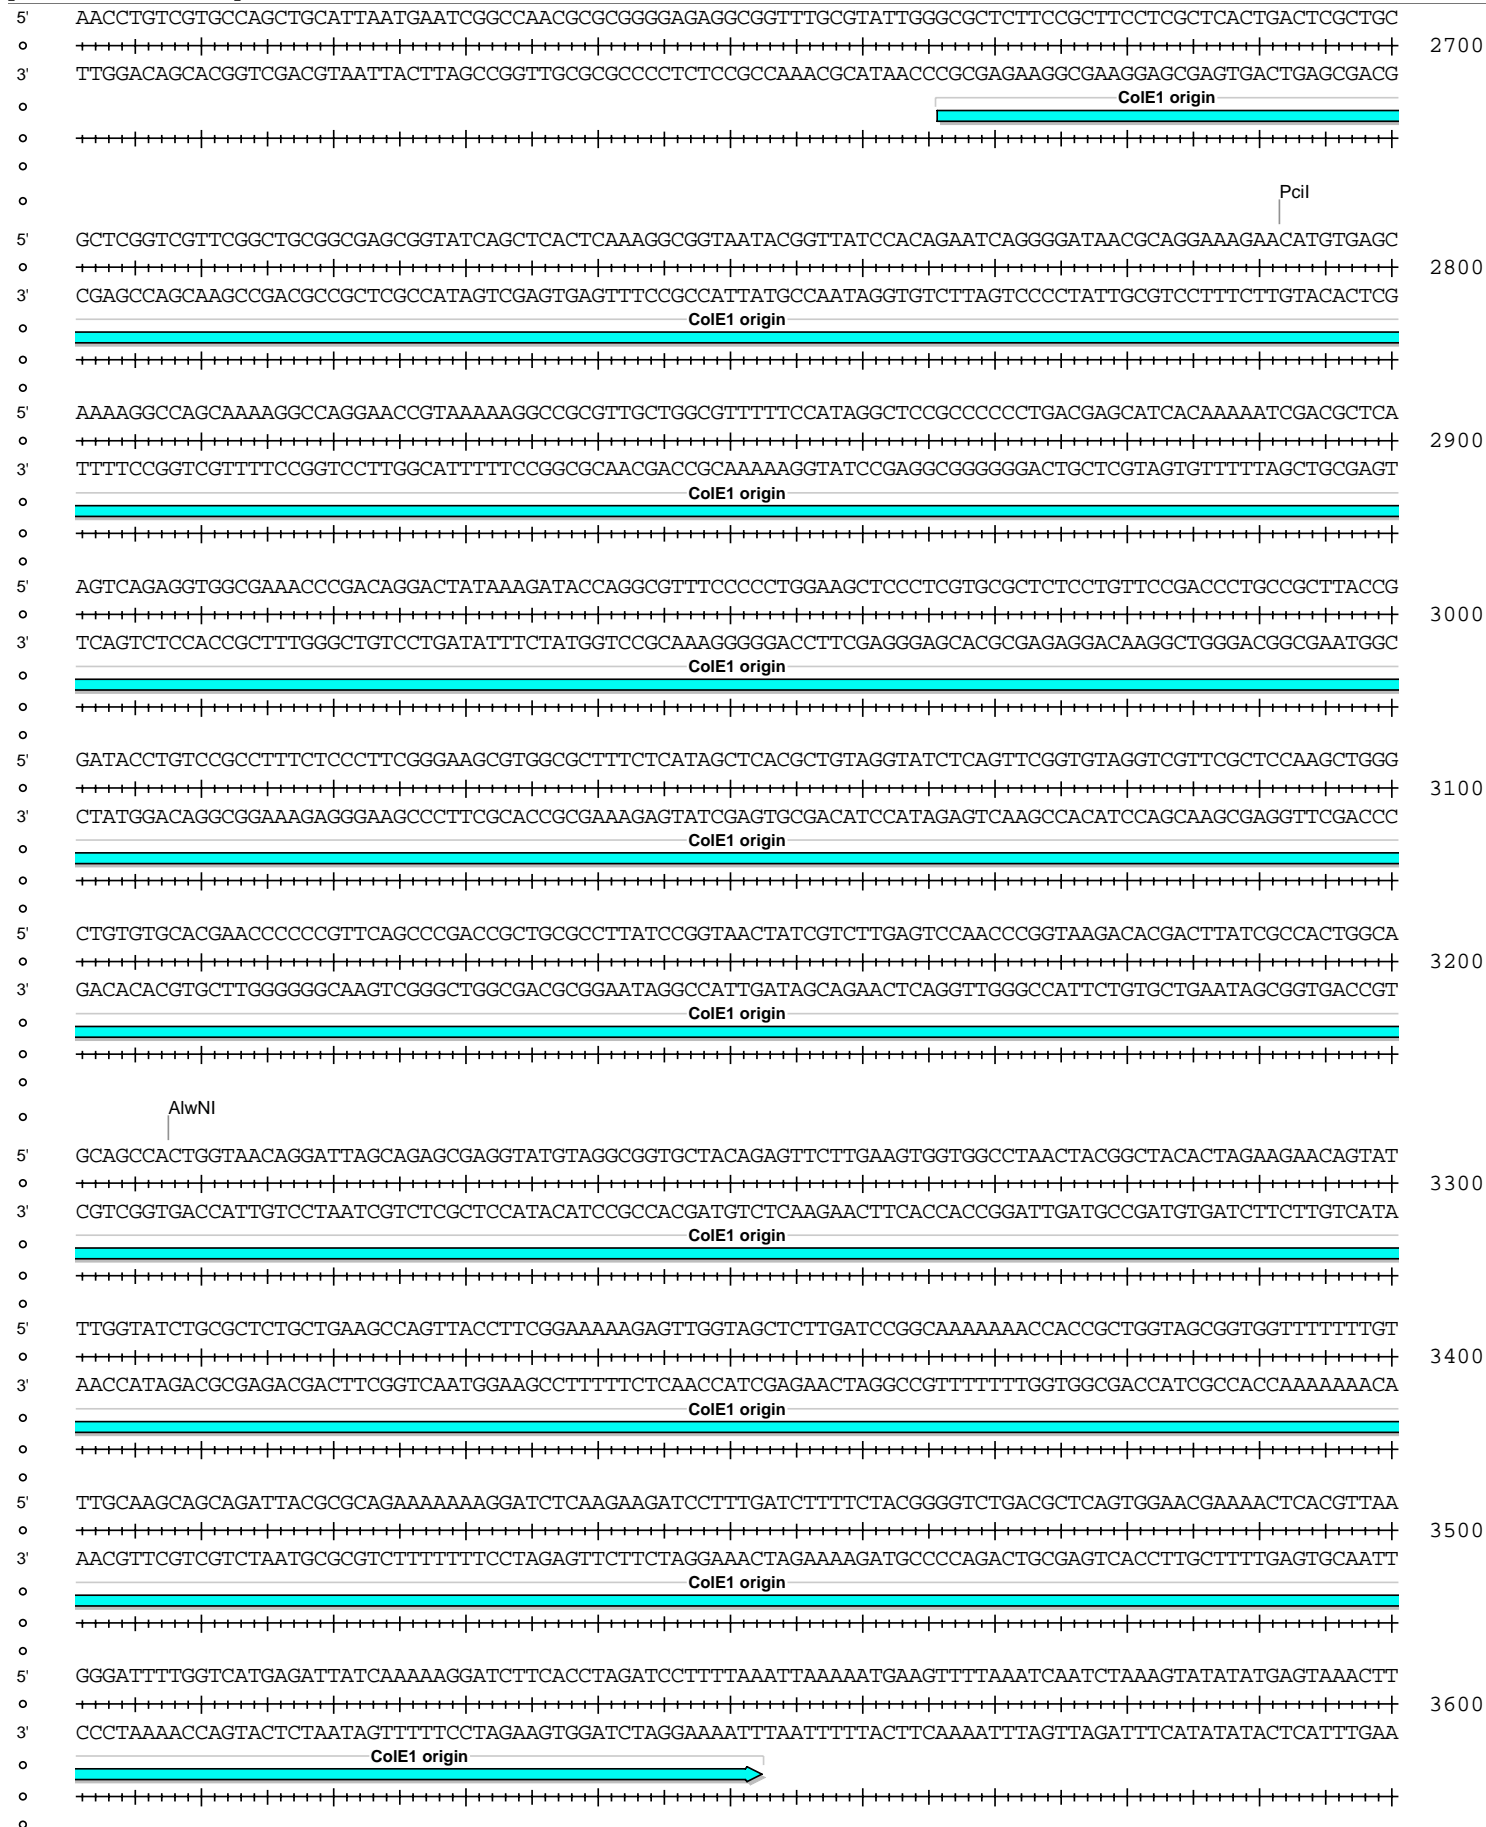 5' AACCTGTCGTGCCAGCTGCATTAATGAATCGGCCAACGCGCGGGGAGAGGCGGTTTGCGTATTGGGCGCTCTTCCGCTTCCTCGCTCACTGACTCGCTGC
2700
3' TTGGACAGCACGGTCGACGTAATTACTTAGCCGGTTGCGCGCCCCTCTCCGCCAAACGCATAACCCGCGAGAAGGCGAAGGAGCGAGTGACTGAGCGACG
ColE1 origin
PciI
5' GCTCGGTCGTTCGGCTGCGGCGAGCGGTATCAGCTCACTCAAAGGCGGTAATACGGTTATCCACAGAATCAGGGGATAACGCAGGAAAGAACATGTGAGC
2800
3' CGAGCCAGCAAGCCGACGCCGCTCGCCATAGTCGAGTGAGTTTCCGCCATTATGCCAATAGGTGTCTTAGTCCCCTATTGCGTCCTTTCTTGTACACTCG
ColE1 origin
5' AAAAGGCCAGCAAAAGGCCAGGAACCGTAAAAAGGCCGCGTTGCTGGCGTTTTTCCATAGGCTCCGCCCCCCTGACGAGCATCACAAAAATCGACGCTCA
2900
3' TTTTCCGGTCGTTTTCCGGTCCTTGGCATTTTTCCGGCGCAACGACCGCAAAAAGGTATCCGAGGCGGGGGGACTGCTCGTAGTGTTTTTAGCTGCGAGT
ColE1 origin
5' AGTCAGAGGTGGCGAAACCCGACAGGACTATAAAGATACCAGGCGTTTCCCCCTGGAAGCTCCCTCGTGCGCTCTCCTGTTCCGACCCTGCCGCTTACCG
3000
3' TCAGTCTCCACCGCTTTGGGCTGTCCTGATATTTCTATGGTCCGCAAAGGGGGACCTTCGAGGGAGCACGCGAGAGGACAAGGCTGGGACGGCGAATGGC
ColE1 origin
5' GATACCTGTCCGCCTTTCTCCCTTCGGGAAGCGTGGCGCTTTCTCATAGCTCACGCTGTAGGTATCTCAGTTCGGTGTAGGTCGTTCGCTCCAAGCTGGG
3100
3' CTATGGACAGGCGGAAAGAGGGAAGCCCTTCGCACCGCGAAAGAGTATCGAGTGCGACATCCATAGAGTCAAGCCACATCCAGCAAGCGAGGTTCGACCC
ColE1 origin
5' CTGTGTGCACGAACCCCCCGTTCAGCCCGACCGCTGCGCCTTATCCGGTAACTATCGTCTTGAGTCCAACCCGGTAAGACACGACTTATCGCCACTGGCA
3200
3' GACACACGTGCTTGGGGGGCAAGTCGGGCTGGCGACGCGGAATAGGCCATTGATAGCAGAACTCAGGTTGGGCCATTCTGTGCTGAATAGCGGTGACCGT
ColE1 origin
AlwNI
5' GCAGCCACTGGTAACAGGATTAGCAGAGCGAGGTATGTAGGCGGTGCTACAGAGTTCTTGAAGTGGTGGCCTAACTACGGCTACACTAGAAGAACAGTAT
3300
3' CGTCGGTGACCATTGTCCTAATCGTCTCGCTCCATACATCCGCCACGATGTCTCAAGAACTTCACCACCGGATTGATGCCGATGTGATCTTCTTGTCATA
ColE1 origin
5' TTGGTATCTGCGCTCTGCTGAAGCCAGTTACCTTCGGAAAAAGAGTTGGTAGCTCTTGATCCGGCAAAAAAACCACCGCTGGTAGCGGTGGTTTTTTTGT
3400
3' AACCATAGACGCGAGACGACTTCGGTCAATGGAAGCCTTTTTCTCAACCATCGAGAACTAGGCCGTTTTTTTGGTGGCGACCATCGCCACCAAAAAAACA
ColE1 origin
5' TTGCAAGCAGCAGATTACGCGCAGAAAAAAAGGATCTCAAGAAGATCCTTTGATCTTTTCTACGGGGTCTGACGCTCAGTGGAACGAAAACTCACGTTAA
3500
3' AACGTTCGTCGTCTAATGCGCGTCTTTTTTTCCTAGAGTTCTTCTAGGAAACTAGAAAAGATGCCCCAGACTGCGAGTCACCTTGCTTTTGAGTGCAATT
ColE1 origin
5' GGGATTTTGGTCATGAGATTATCAAAAAGGATCTTCACCTAGATCCTTTTAAATTAAAAATGAAGTTTTAAATCAATCTAAAGTATATATGAGTAAACTT
3600
3' CCCTAAAACCAGTACTCTAATAGTTTTTCCTAGAAGTGGATCTAGGAAAATTTAATTTTTACTTCAAAATTTAGTTAGATTTCATATATACTCATTTGAA
ColE1 origin